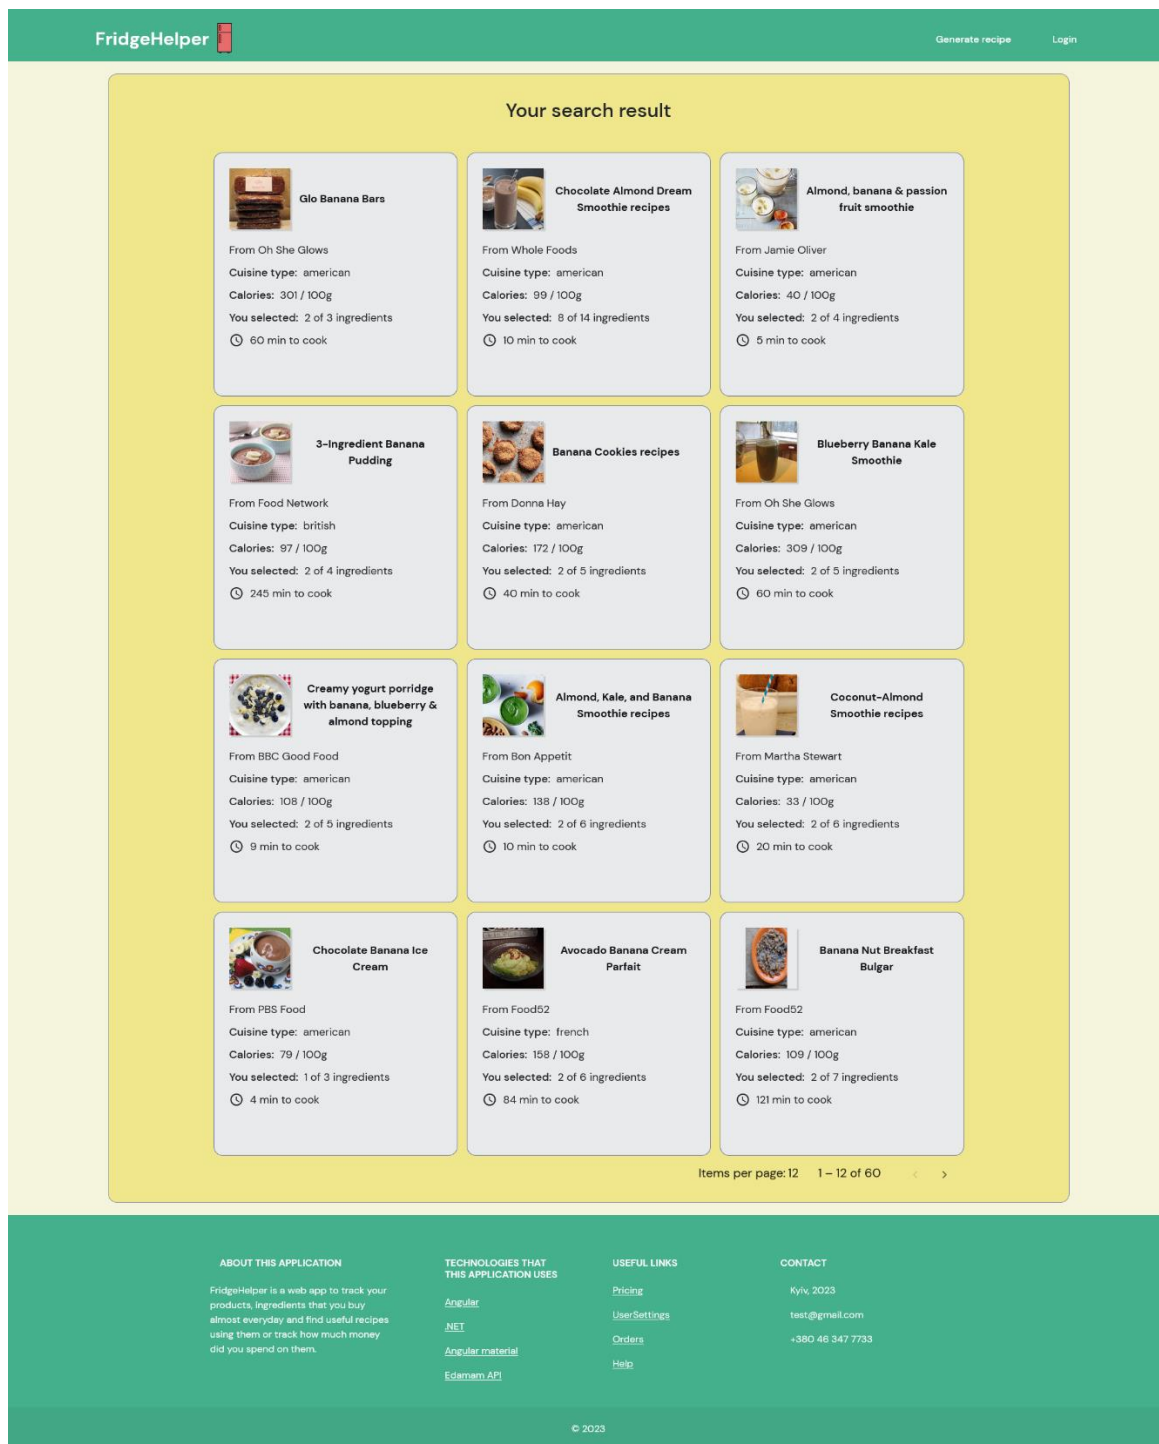 FridgeHelper
Generate recipe
Login
Your search result
Glo Banana Bars
From Oh She Glows
Cuisine type: american
Calories: 301 / 100g
You selected: 2 of 3 ingredients
60 min to cook
Chocolate Almond Dream
Smoothie recipes
From Whole Foods
Cuisine type: american
Calories: 99 / 100g
You selected: 8 of 14 ingredients
10 min to cook
Almond, banana & passion
fruit smoothie
From Jamie Oliver
Cuisine type: american
Calories: 40 / 100g
You selected: 2 of 4 ingredients
5 min to cook
3-Ingredient Banana
Pudding
From Food Network
Cuisine type: british
Calories: 97 / 100g
You selected: 2 of 4 ingredients
245 min to cook
Banana Cookies recipes
From Donna Hay
Cuisine type: american
Calories: 172 / 100g
You selected: 2 of 5 ingredients
40 min to cook
Blueberry Banana Kale
Smoothie
From Oh She Glows
Cuisine type: american
Calories: 309 / 100g
You selected: 2 of 5 ingredients
60 min to cook
Creamy yogurt porridge
with banana, blueberry &
almond topping
From BBC Good Food
Cuisine type: american
Calories: 108 / 100g
You selected: 2 of 5 ingredients
9 min to cook
Almond, Kale, and Banana
Smoothie recipes
From Bon Appetit
Cuisine type: american
Calories: 138 / 100g
You selected: 2 of 6 ingredients
10 min to cook
Coconut-Almond
Smoothie recipes
From Martha Stewart
Cuisine type: american
Calories: 33 / 100g
You selected: 2 of 6 ingredients
20 min to cook
Chocolate Banana Ice
Cream
From PBS Food
Cuisine type: american
Calories: 79 / 100g
You selected: 1 of 3 ingredients
4 min to cook
Avocado Banana Cream
Parfait
From Food52
Cuisine type: french
Calories: 158 / 100g
You selected: 2 of 6 ingredients
84 min to cook
Banana Nut Breakfast
Bulgar
From Food52
Cuisine type: american
Calories: 109 / 100g
You selected: 2 of 7 ingredients
121 min to cook
Items per page: 12 1 – 12 of 60
ABOUT THIS APPLICATION
FridgeHelper is a web app to track your
products, ingredients that you buy
almost everyday and find useful recipes
using them or track how much money
did you spend on them.
TECHNOLOGIES THAT
THIS APPLICATION USES
Angular
.NET
Angular material
Edamam API
USEFUL LINKS
Pricing
UserSettings
Orders
Help
CONTACT
Kyiv, 2023
test@gmail.com
+380 46 347 7733
© 2023